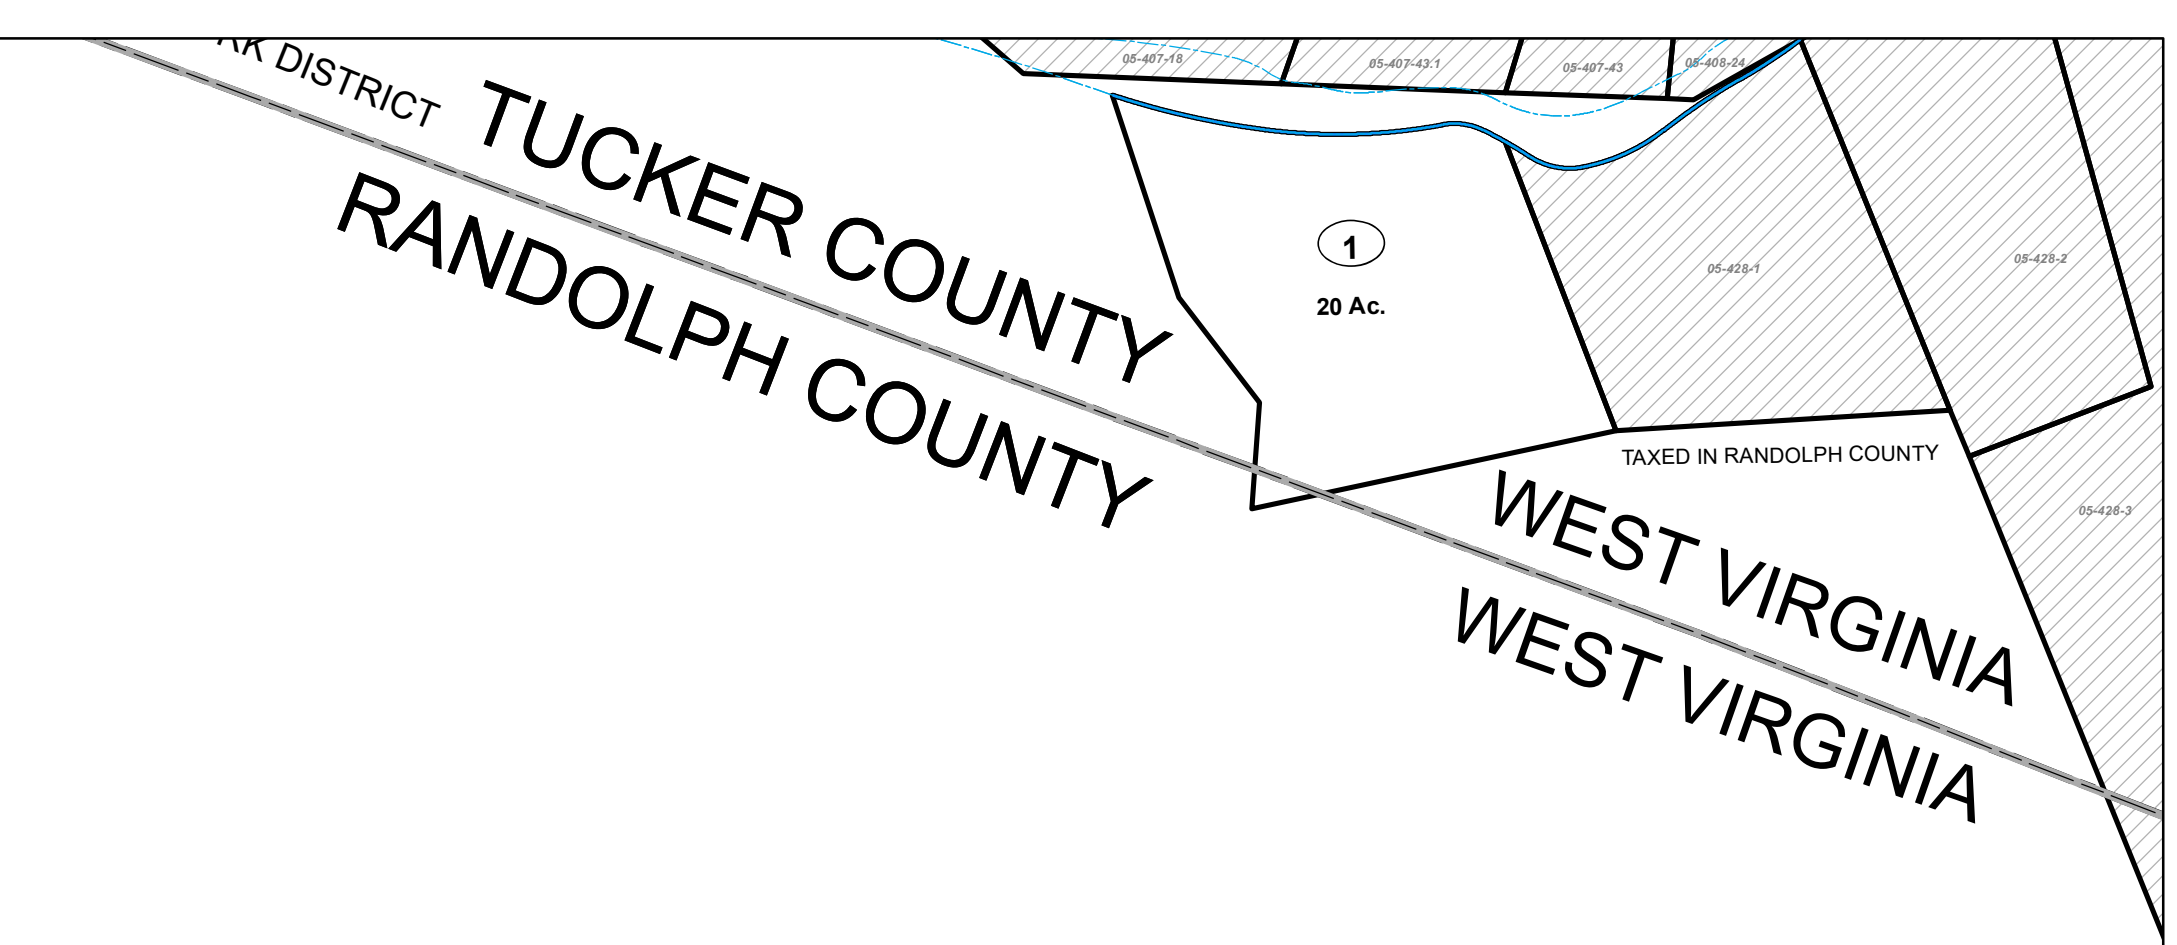 DISTRICT
TUCKER COUNTY
RANDOLPH COUNTY
05-407-18
05-407-43.1
05-407-43
05-408-24
1
20 Ac.
05-428-1
05-428-2
TAXED IN RANDOLPH COUNTY
05-428-3
WEST VIRGINIA
WEST VIRGINIA